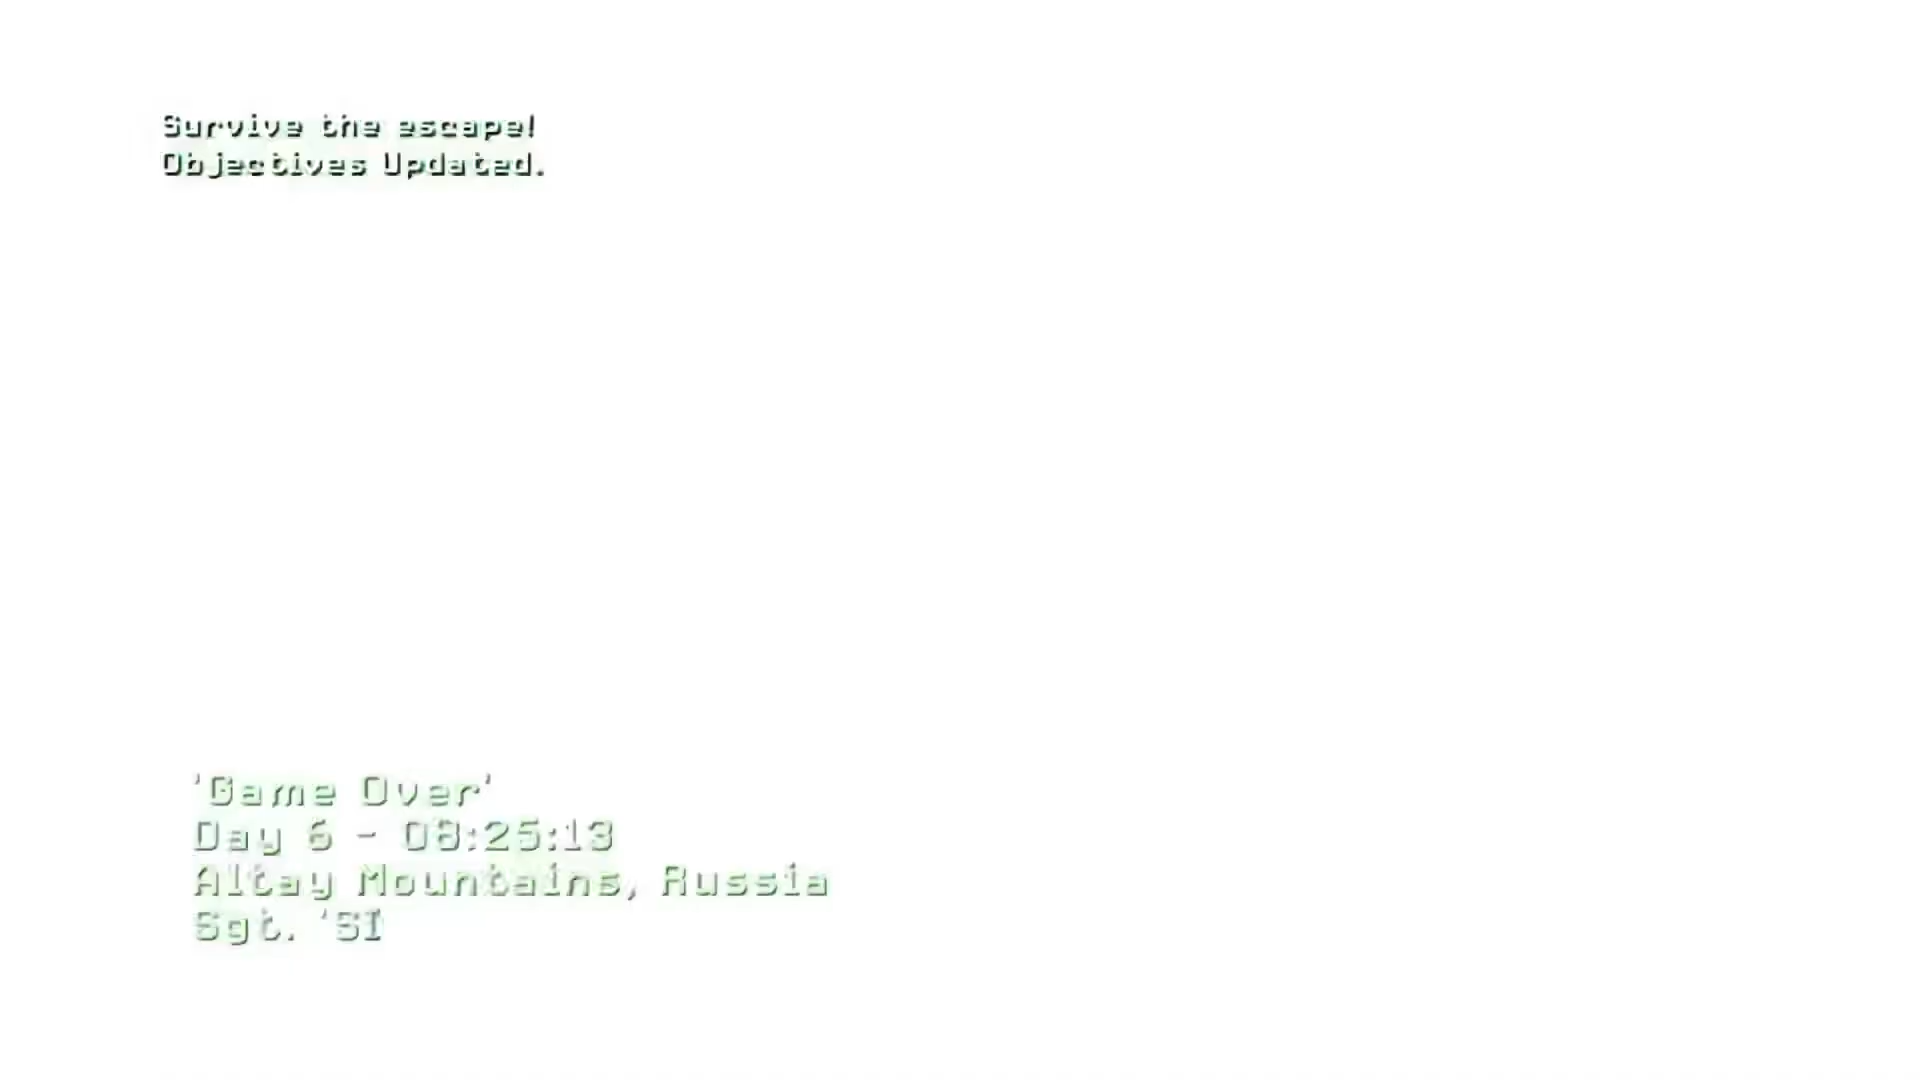 Survive the escape!
Objectives Updated.
'Game Over'
Day 6 - 08:25:13
Altay Mountains, Russia
Sgt. 'SI